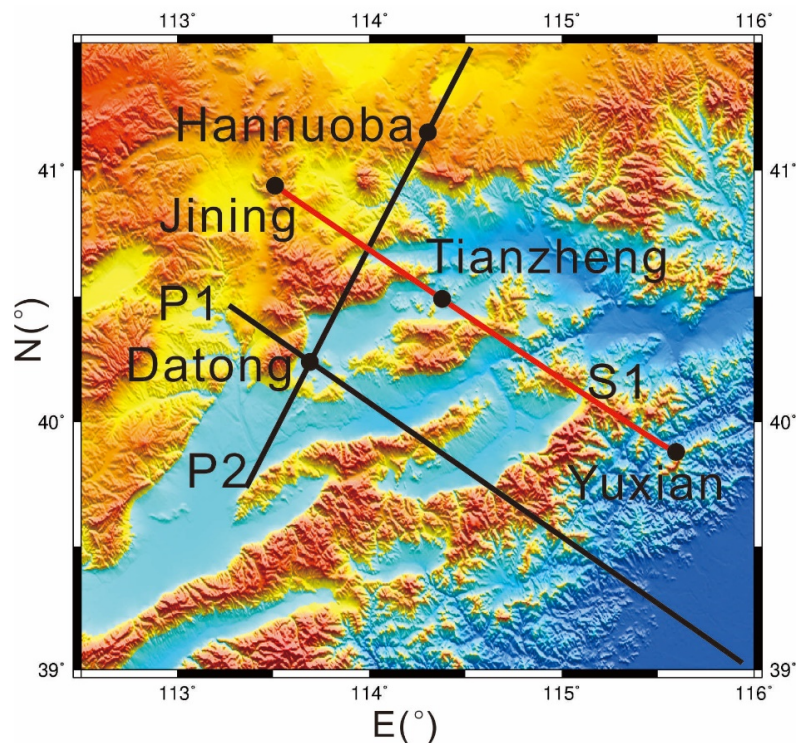 113° 114° 115° 116°
Hannuoba
41° 41°
Jining
Tianzheng
P1
Datong
S1
40° 40°
P2
Yuxian
39° 39°
113° 114° 115° 116°
E(°)
N(°)